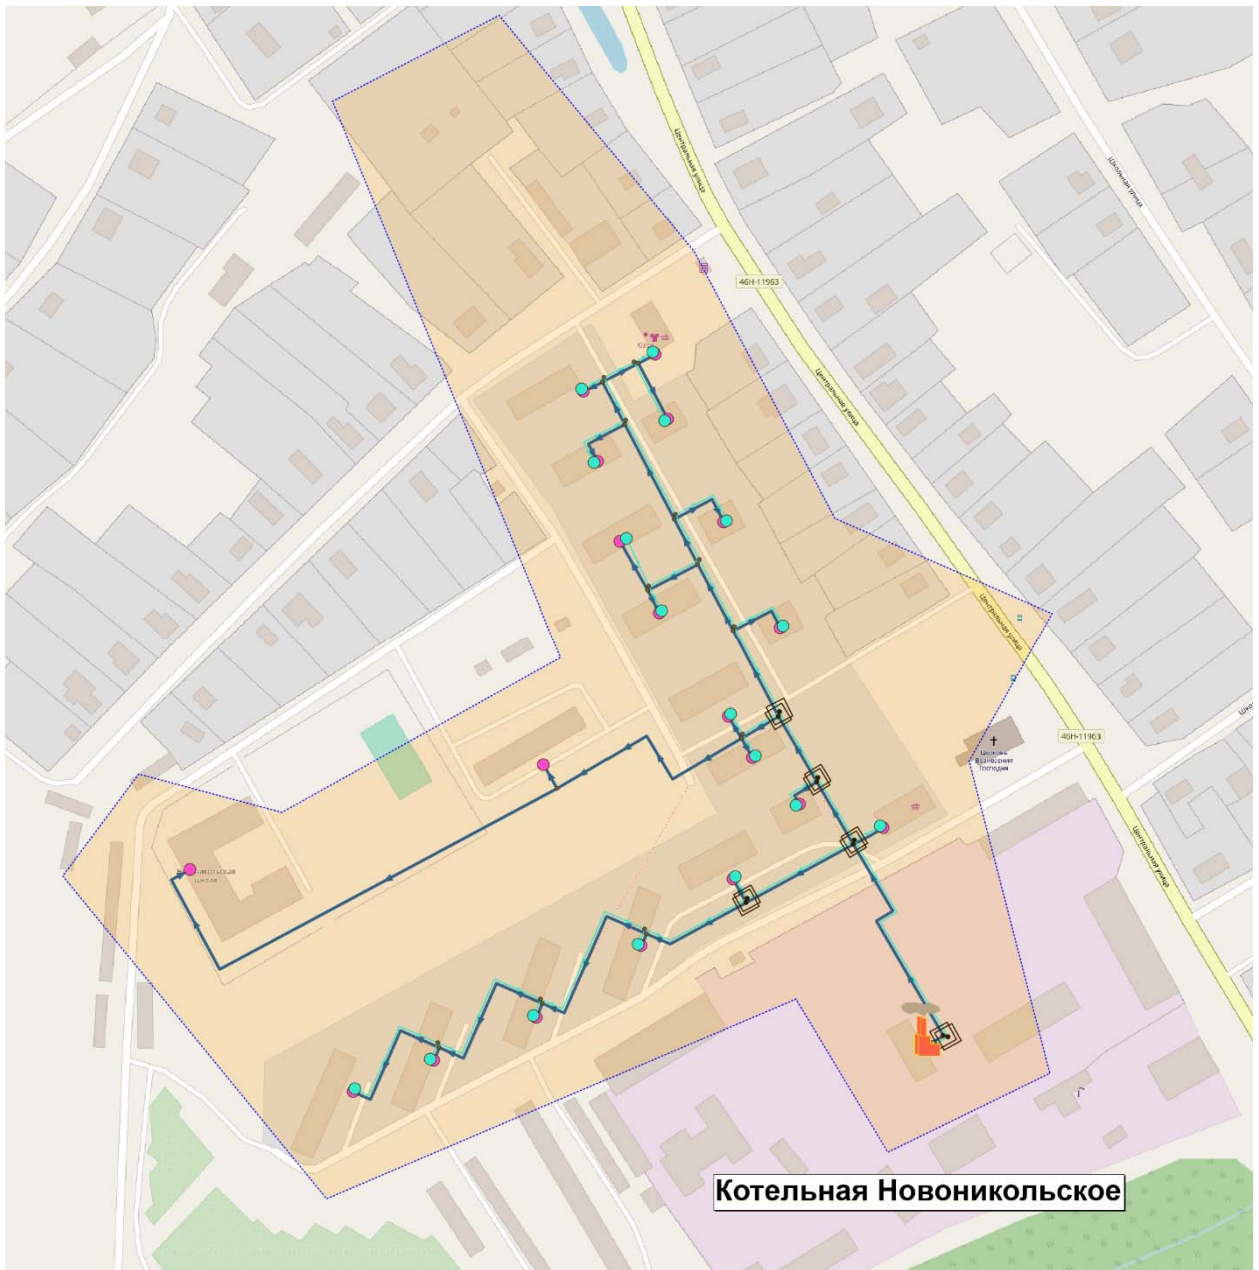 Центральная улица
Школьная улица
46Н-11963
Центральная улица
Центральная улица
46Н-11963
Церковь
Вознесения
Господня
Центральная улица
школа
Котельная Новоникольское